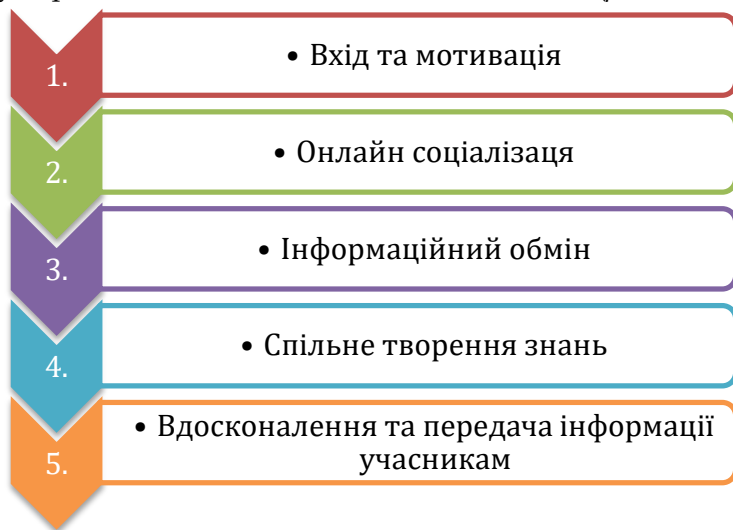 1.
• Вхід та мотивація
2.
• Онлайн соціалізаця
3.
• Інформаційний обмін
4.
• Спільне творення знань
5.
• Вдосконалення та передача інформації
учасникам